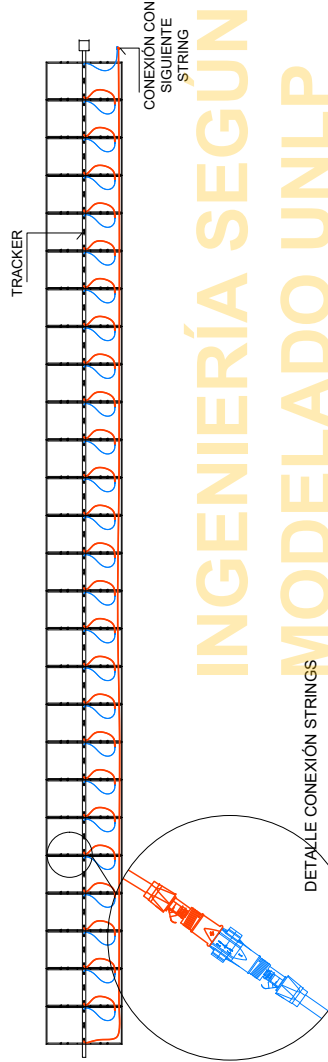 TRACKER
CONEXIÓN CON
SIGUIENTE
STRING
DETALLE CONEXIÓN STRINGS
INGENIERÍA SEGÚN
MODELADO UNLP